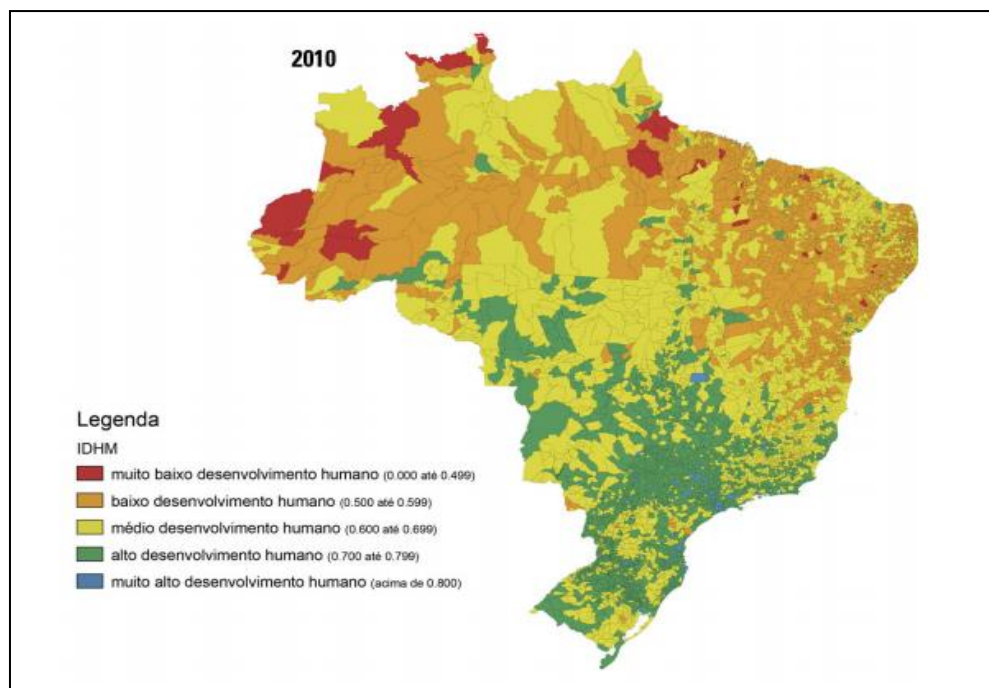 2010
Legenda
IDHM
muito baixo desenvolvimento humano (0.000 até 0.499)
baixo desenvolvimento humano (0.500 até 0.599)
médio desenvolvimento humano (0.600 até 0.699)
alto desenvolvimento humano (0.700 até 0.799)
muito alto desenvolvimento humano (acima de 0.800)